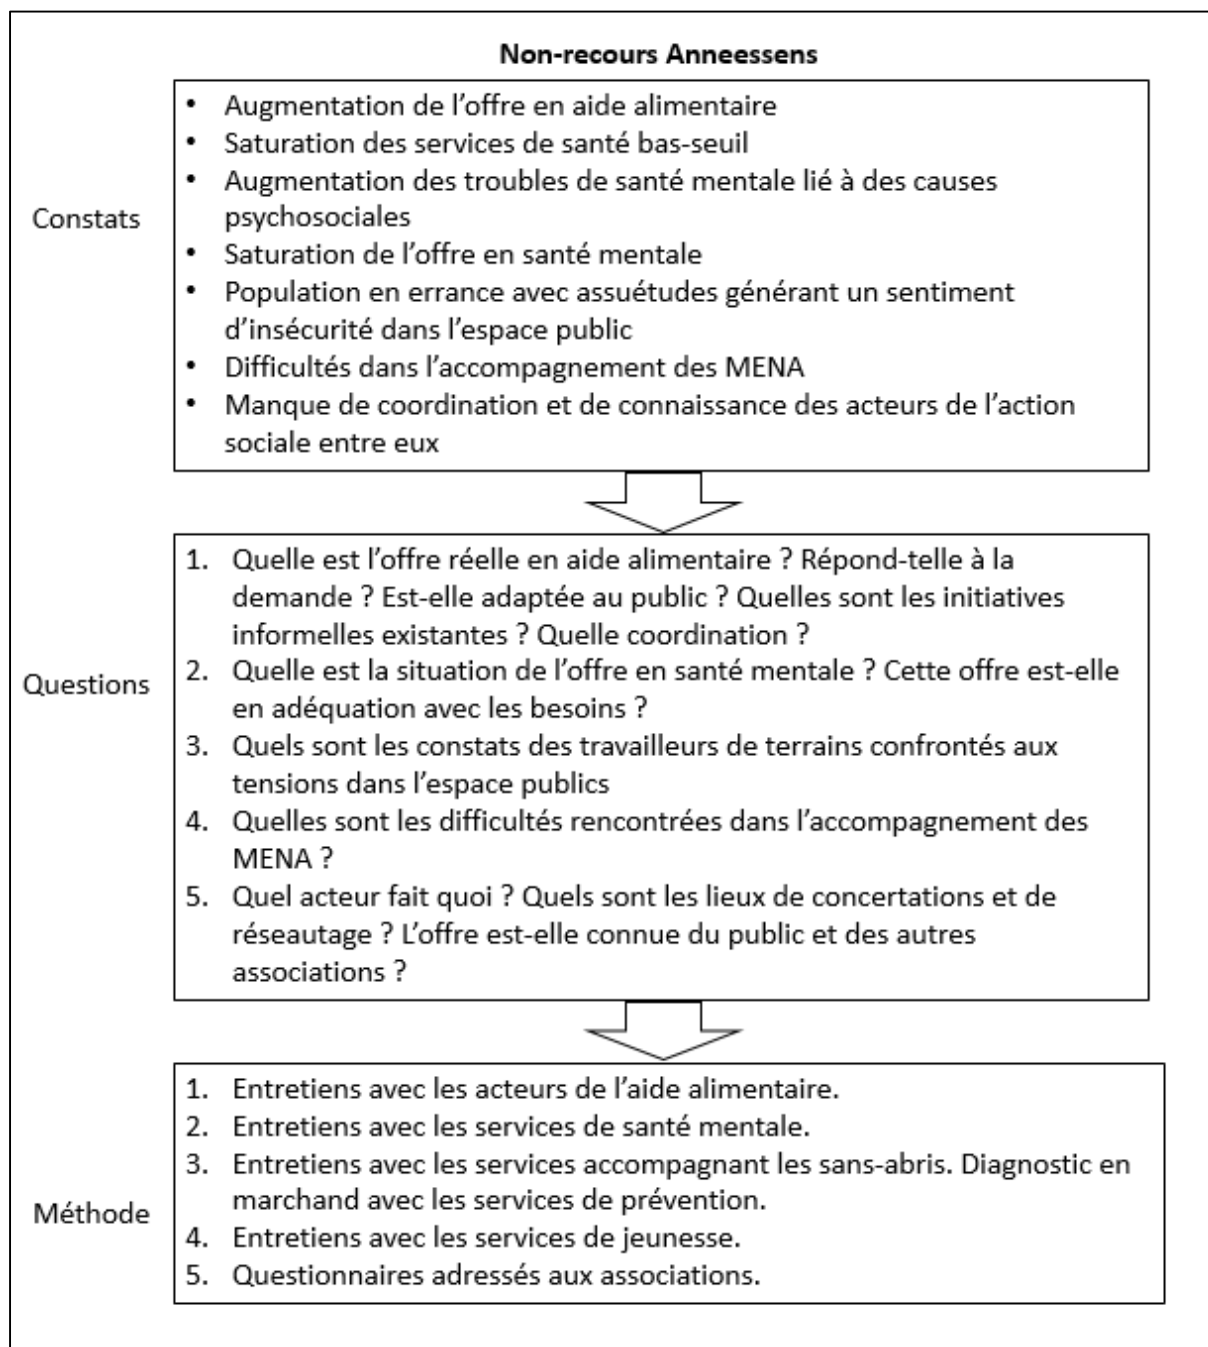 Non-recours Anneessens
Constats
• Augmentation de l'offre en aide alimentaire
• Saturation des services de santé bas-seuil
• Augmentation des troubles de santé mentale lié à des causes
psychosociales
• Saturation de l'offre en santé mentale
• Population en errance avec assuétudes générant un sentiment
d'insécurité dans l'espace public
• Difficultés dans l'accompagnement des MENA
• Manque de coordination et de connaissance des acteurs de l'action
sociale entre eux
Questions
1. Quelle est l'offre réelle en aide alimentaire ? Répond-telle à la
demande ? Est-elle adaptée au public ? Quelles sont les initiatives
informelles existantes ? Quelle coordination ?
2. Quelle est la situation de l'offre en santé mentale ? Cette offre est-elle
en adéquation avec les besoins ?
3. Quels sont les constats des travailleurs de terrains confrontés aux
tensions dans l'espace publics
4. Quelles sont les difficultés rencontrées dans l'accompagnement des
MENA ?
5. Quel acteur fait quoi ? Quels sont les lieux de concertations et de
réseautage ? L'offre est-elle connue du public et des autres
associations ?
Méthode
1. Entretiens avec les acteurs de l'aide alimentaire.
2. Entretiens avec les services de santé mentale.
3. Entretiens avec les services accompagnant les sans-abris. Diagnostic en
marchand avec les services de prévention.
4. Entretiens avec les services de jeunesse.
5. Questionnaires adressés aux associations.